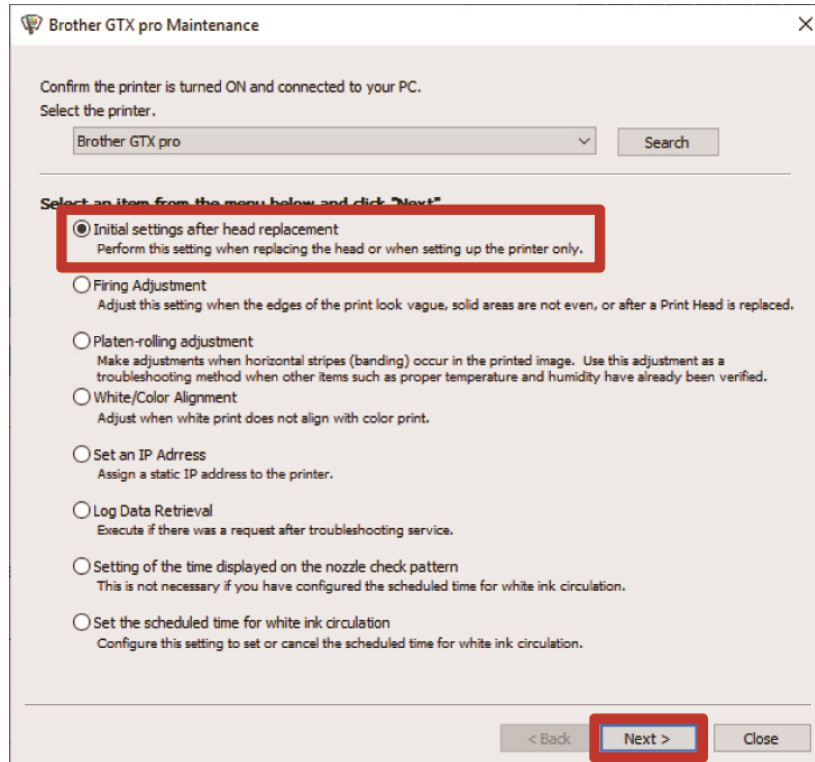 Brother GTX pro Maintenance
Confirm the printer is turned ON and connected to your PC.
Select the printer.
Brother GTX pro
Search
Select an item from the menu below and click "Next"
Initial settings after head replacement
Perform this setting when replacing the head or when setting up the printer only.
Firing Adjustment
Adjust this setting when the edges of the print look vague, solid areas are not even, or after a Print Head is replaced.
Platen-rolling adjustment
Make adjustments when horizontal stripes (banding) occur in the printed image. Use this adjustment as a
troubleshooting method when other items such as proper temperature and humidity have already been verified.
White/Color Alignment
Adjust when white print does not align with color print.
Set an IP Adrress
Assign a static IP address to the printer.
Log Data Retrieval
Execute if there was a request after troubleshooting service.
Setting of the time displayed on the nozzle check pattern
This is not necessary if you have configured the scheduled time for white ink circulation.
Set the scheduled time for white ink circulation
Configure this setting to set or cancel the scheduled time for white ink circulation.
< Back
Next >
Close